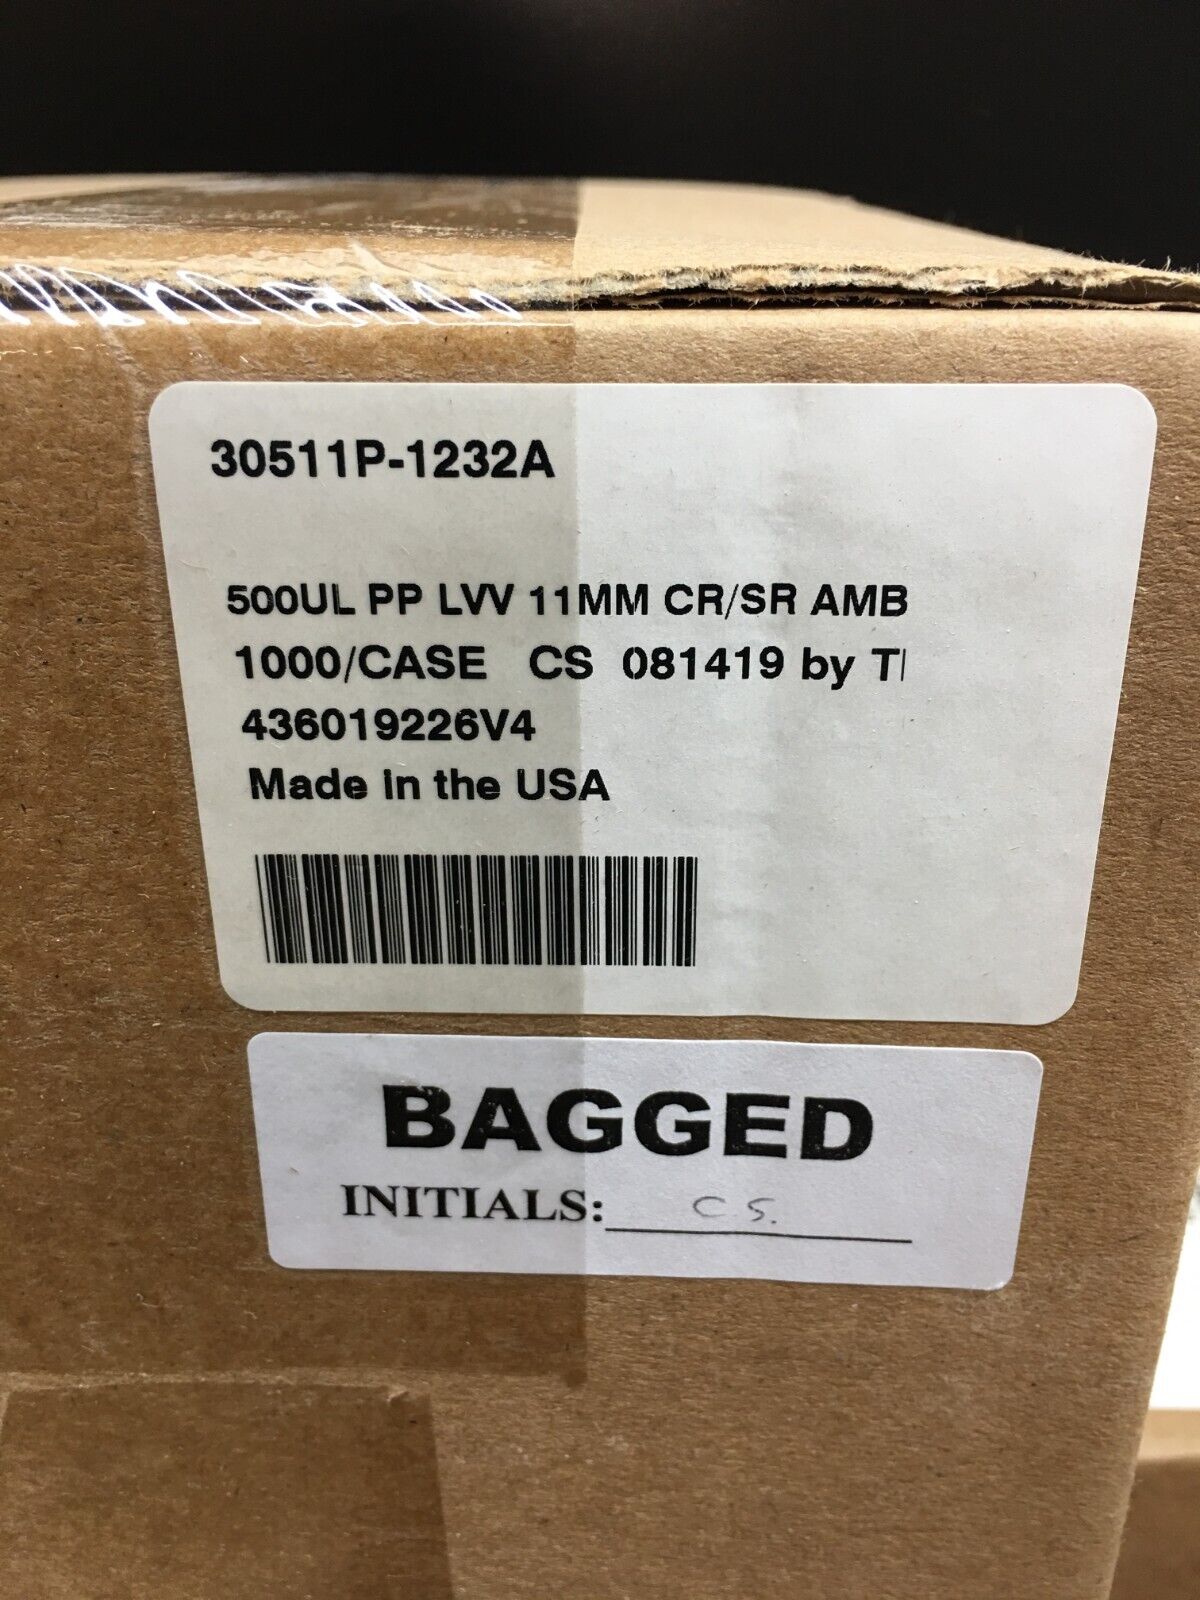 30511P-1232A
500UL PP LVV 11MM CR/SR AMB
1000/CASE CS 081419 by
436019226V4
Made in the USA
BAGGED
INITIALS: C S.